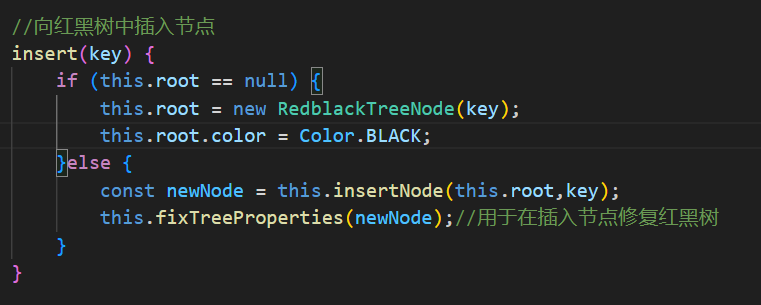 //向红黑树中插入节点
insert(key) {
    if (this.root == null) {
        this.root = new RedblackTreeNode(key);
        this.root.color = Color.BLACK;
    }else {
        const newNode = this.insertNode(this.root,key);
        this.fixTreeProperties(newNode);//用于在插入节点修复红黑树
    }
}